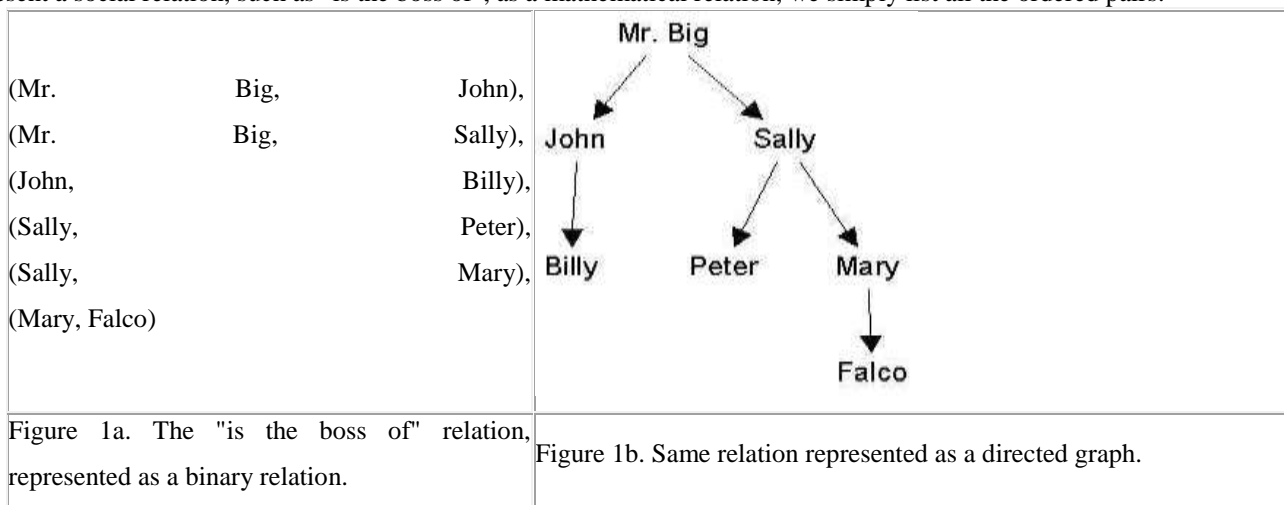 (Mr. Big, John),
(Mr. Big, Sally),
(John, Billy),
(Sally, Peter),
(Sally, Mary),
(Mary, Falco)
Mr. Big
John Sally
Billy Peter Mary
Falco
Figure 1a. The "is the boss of" relation,
represented as a binary relation.
Figure 1b. Same relation represented as a directed graph.